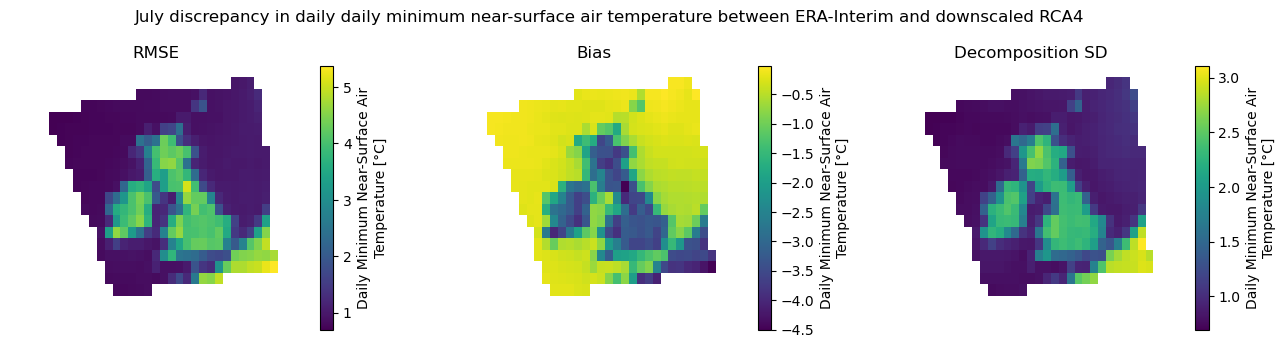 July discrepancy in daily daily minimum near-surface air temperature between ERA-Interim and downscaled RCA4
RMSE
5
4
3
2
1
Daily Minimum Near-Surface Air
Temperature [°C]
Bias
−0.5
−1.0
−1.5
−2.0
−2.5
−3.0
−3.5
−4.0
−4.5
Daily Minimum Near-Surface Air
Temperature [°C]
Decomposition SD
3.0
2.5
2.0
1.5
1.0
Daily Minimum Near-Surface Air
Temperature [°C]